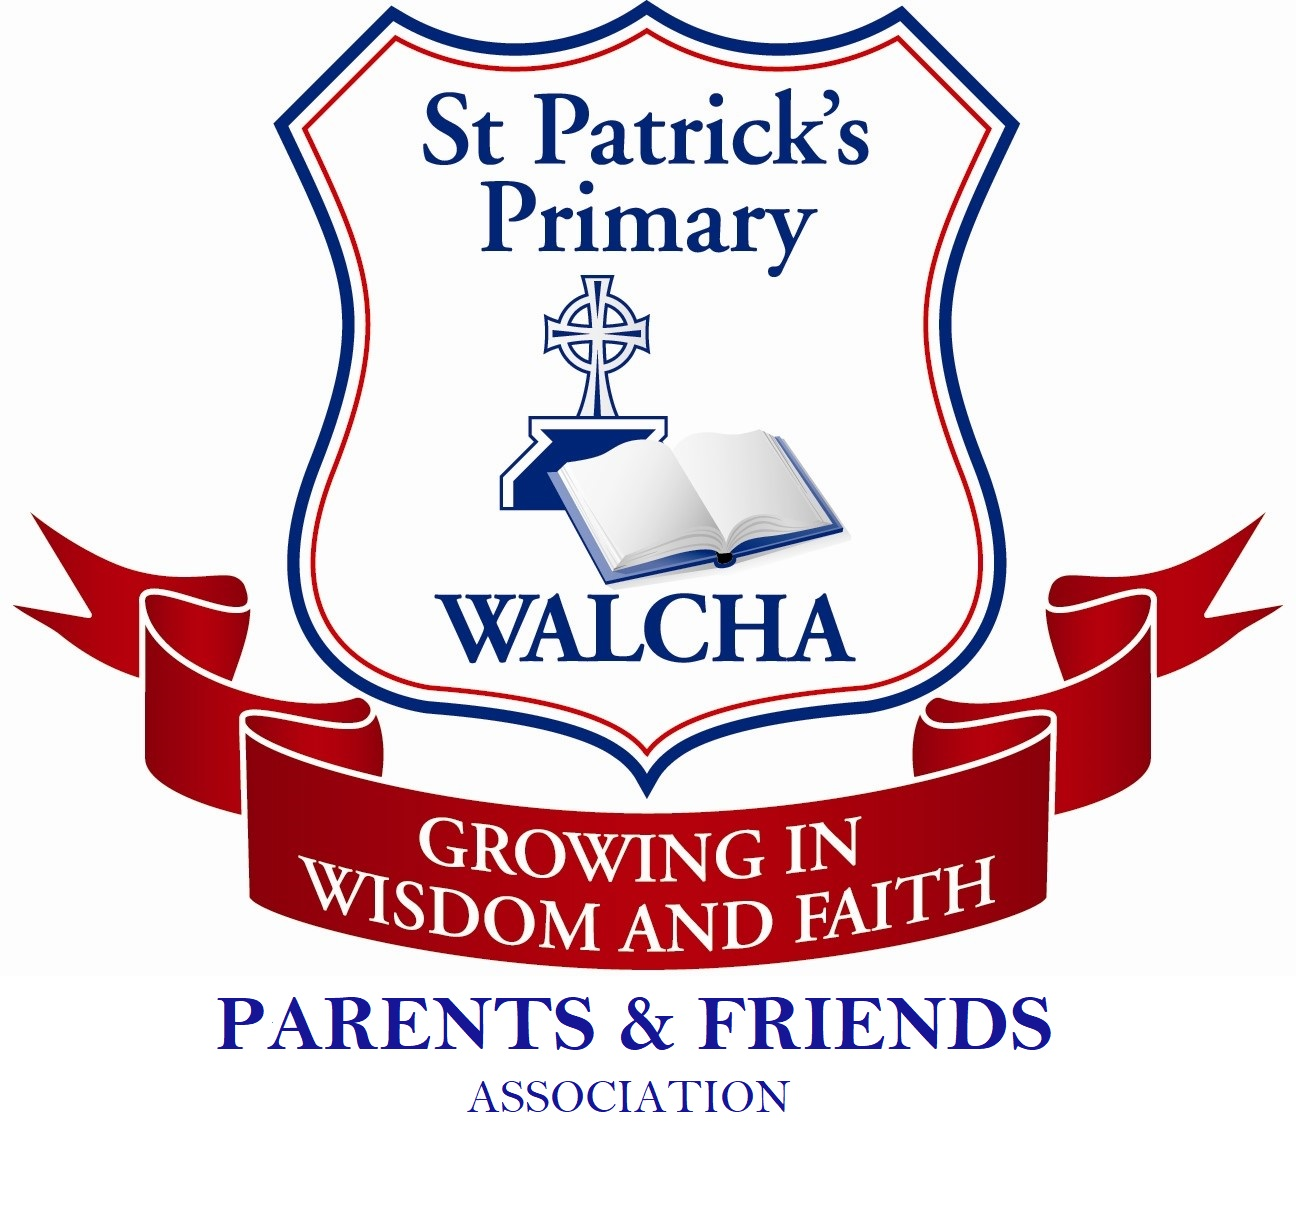 St Patrick's
Primary
WALCHA
GROWING IN
WISDOM AND FAITH
PARENTS & FRIENDS
ASSOCIATION